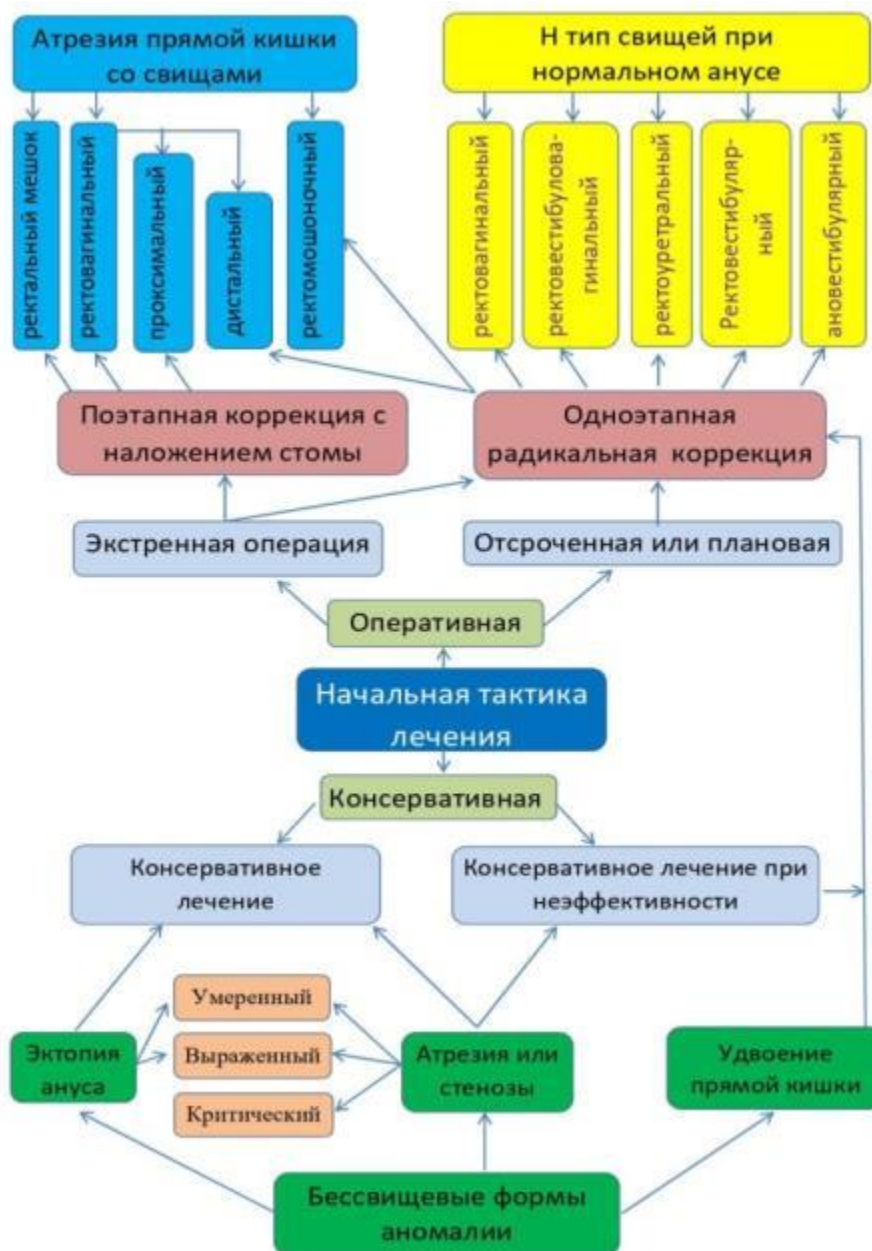 Атрезия прямой кишки
со свищами
Н тип свищей при
нормальном анусе
ректальный мешок
ректовагинальный
проксимальный
дистальный
ректомошоночный
ректовагинальный
ректовестибулова-
гинальный
ректоуретральный
Ректовестибуляр-
ный
ановестибулярный
Поэтапная коррекция с
наложением стомы
Одноэтапная
радикальная коррекция
Экстренная операция
Отсроченная или плановая
Оперативная
Начальная тактика
лечения
Консервативная
Консервативное
лечение
Консервативное лечение при
неэффективности
Умеренный
Выраженный
Критический
Эктопия
ануса
Атрезия или
стенозы
Удвоение
прямой кишки
Бессвищевые формы
аномалии